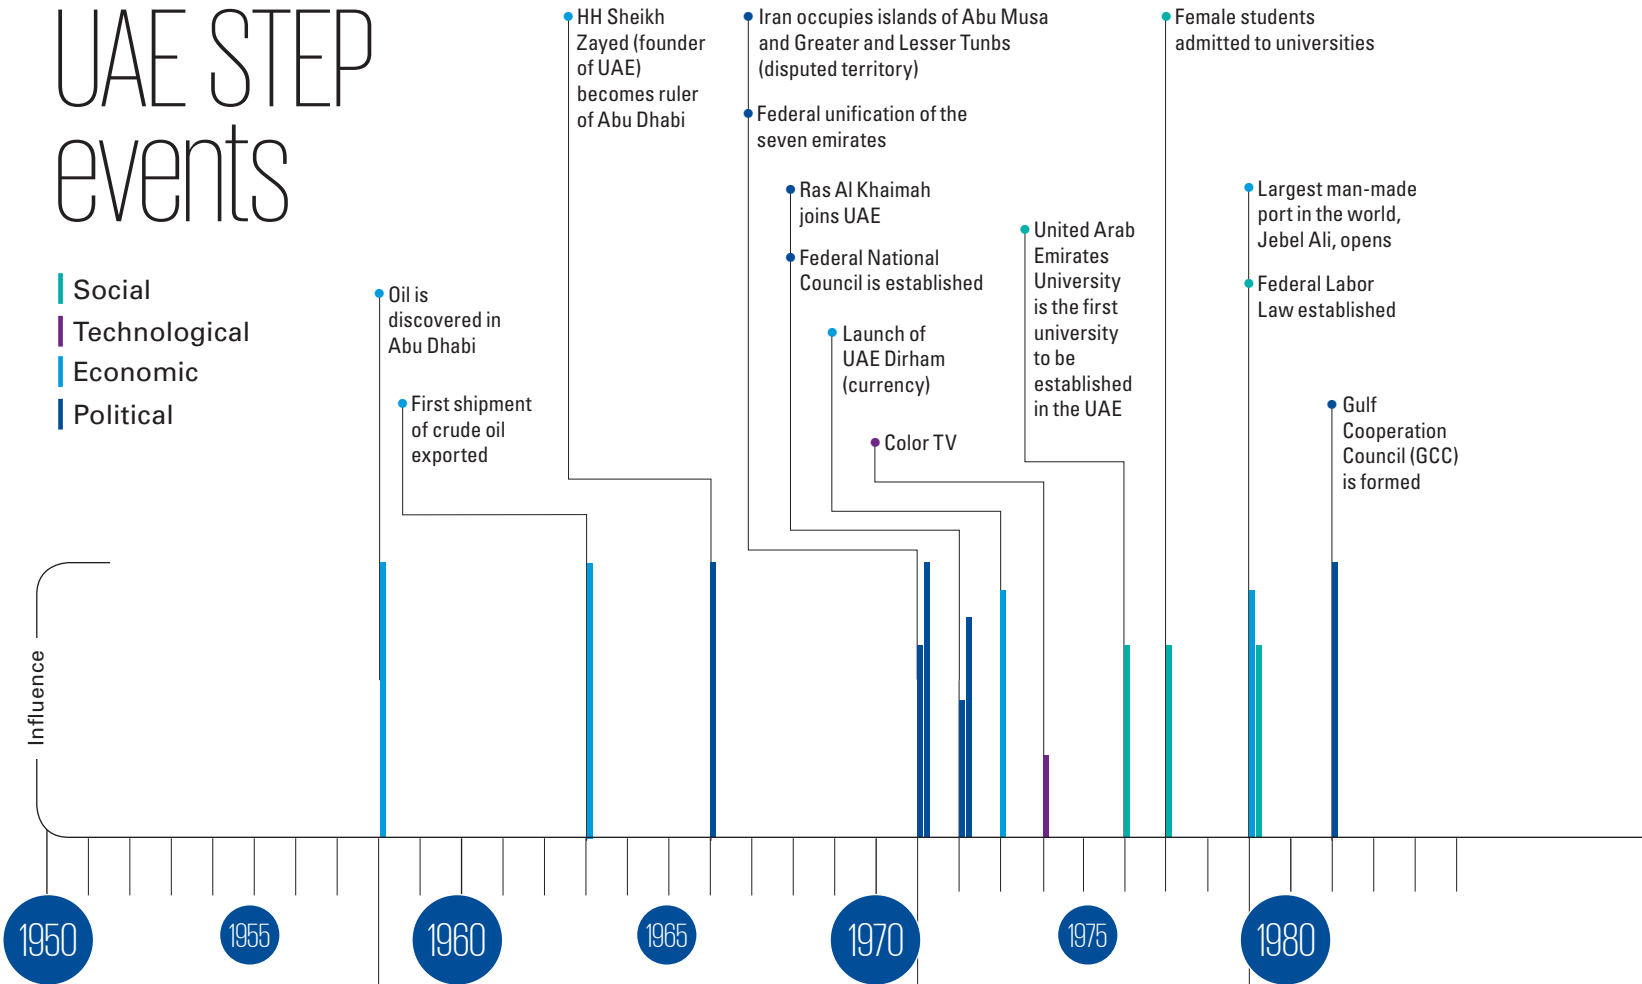 UAE STEP
events
Social
Technological
Economic
Political
Oil is
discovered in
Abu Dhabi
First shipment
of crude oil
exported
HH Sheikh
Zayed (founder
of UAE)
becomes ruler
of Abu Dhabi
Iran occupies islands of Abu Musa
and Greater and Lesser Tunbs
(disputed territory)
Federal unification of the
seven emirates
Ras Al Khaimah
joins UAE
Federal National
Council is established
Launch of
UAE Dirham
(currency)
Color TV
United Arab
Emirates
University
is the first
university
to be
established
in the UAE
Female students
admitted to universities
Largest man-made
port in the world,
Jebel Ali, opens
Federal Labor
Law established
Gulf
Cooperation
Council (GCC)
is formed
Influence
1950
1955
1960
1965
1970
1975
1980